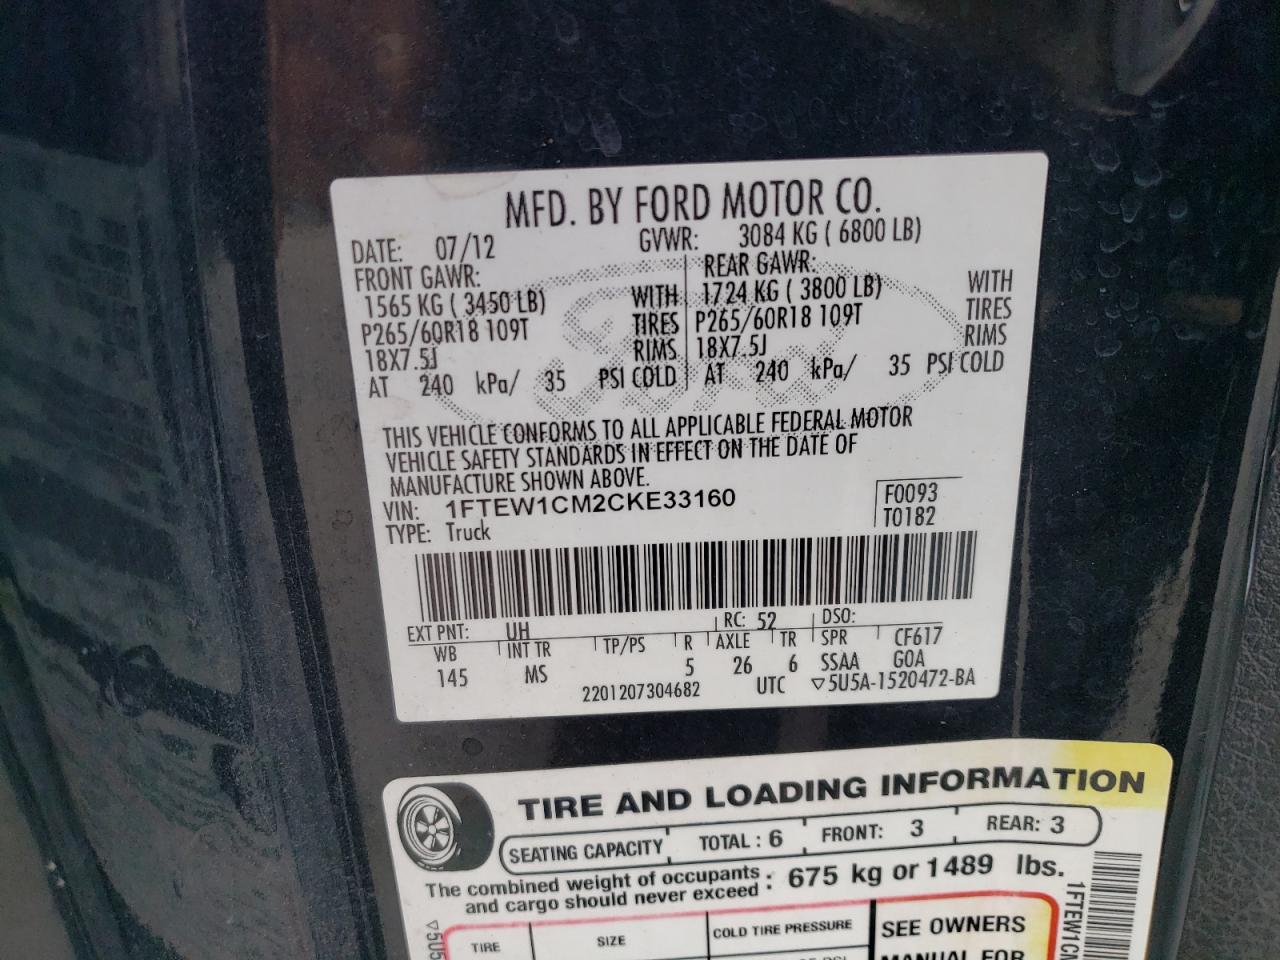 MFD. BY FORD MOTOR CO.
DATE: 07/12 GVWR: 3084 KG ( 6800 LB)
FRONT GAWR: REAR GAWR:
1565 KG ( 3450 LB) WITH 1724 KG ( 3800 LB) WITH
P265/60R18 109T TIRES P265/60R18 109T TIRES
18X7.5J RIMS 18X7.5J RIMS
AT 240 kPa/ 35 PSI COLD AT 240 kPa/ 35 PSI COLD
THIS VEHICLE CONFORMS TO ALL APPLICABLE FEDERAL MOTOR
VEHICLE SAFETY STANDARDS IN EFFECT ON THE DATE OF
MANUFACTURE SHOWN ABOVE.
VIN: 1FTEW1CM2CKE33160 F0093
TYPE: Truck T0182
EXT PNT: UH RC: 52 DSO:
WB INT TR TP/PS R AXLE TR SPR CF617
145 MS 5 26 6 SSAA GOA
2201207304682 UTC ▽5U5A-1520472-BA
TIRE AND LOADING INFORMATION
SEATING CAPACITY TOTAL : 6 FRONT: 3 REAR: 3
The combined weight of occupants : 675 kg or 1489 lbs.
and cargo should never exceed
TIRE SIZE COLD TIRE PRESSURE SEE OWNERS
MANUAL FOR
▽5U5
1FTEW1CM